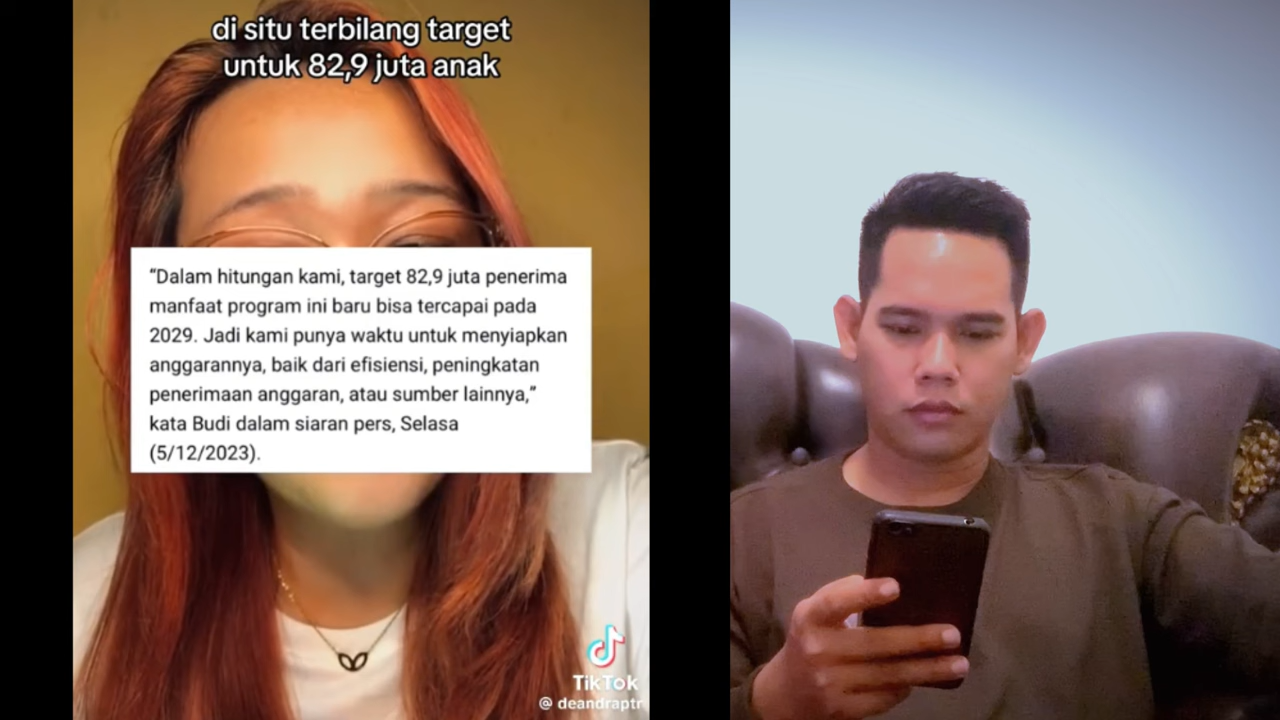 di situ terbilang target
untuk 82,9 juta anak
“Dalam hitungan kami, target 82,9 juta penerima
manfaat program ini baru bisa tercapai pada
2029. Jadi kami punya waktu untuk menyiapkan
anggarannya, baik dari efisiensi, peningkatan
penerimaan anggaran, atau sumber lainnya,”
kata Budi dalam siaran pers, Selasa
(5/12/2023).
TikTok
@ deandraptr